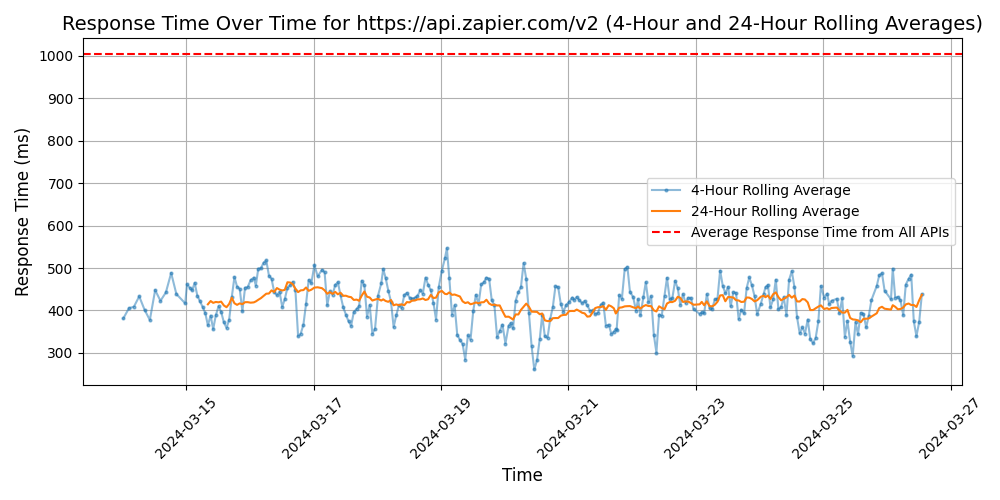 Response Time Over Time for https://api.zapier.com/v2 (4-Hour and 24-Hour Rolling Averages)
Response Time (ms)
1000
900
800
700
600
500
400
300
4-Hour Rolling Average
24-Hour Rolling Average
Average Response Time from All APIs
2024-03-15
2024-03-17
2024-03-19
2024-03-21
2024-03-23
2024-03-25
2024-03-27
Time